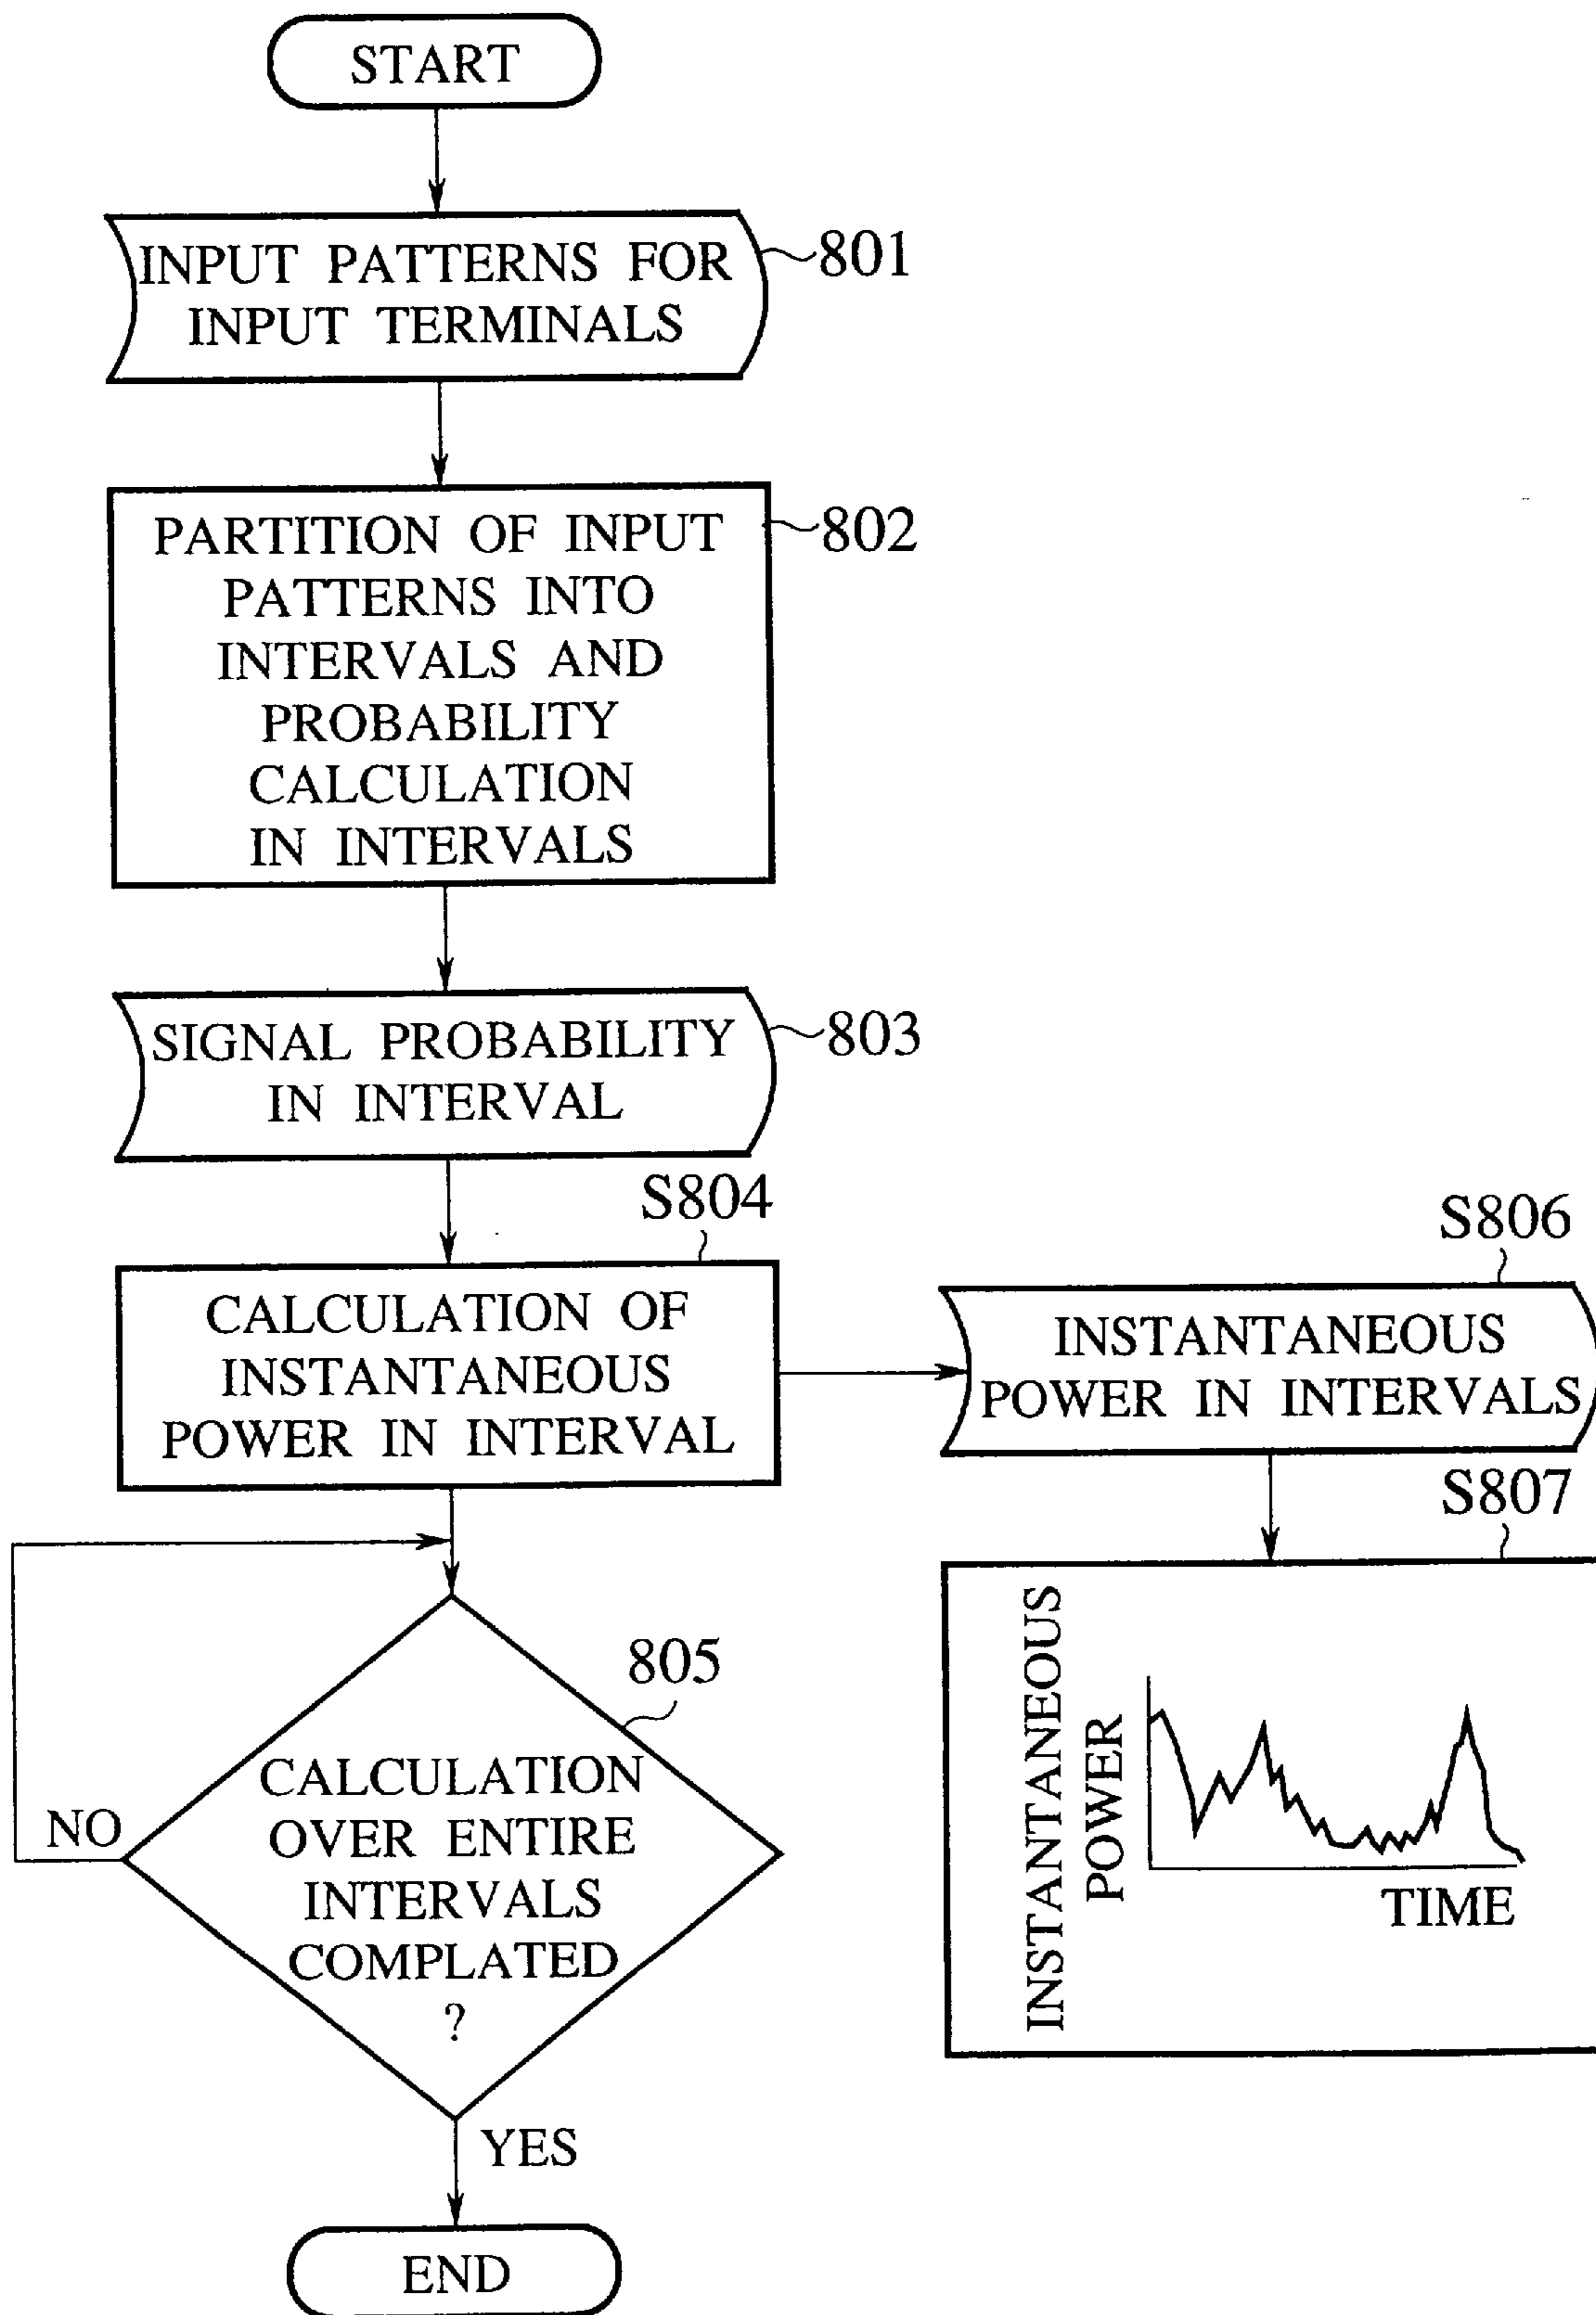 START
INPUT PATTERNS FOR
INPUT TERMINALS
801
PARTITION OF INPUT
PATTERNS INTO
INTERVALS AND
PROBABILITY
CALCULATION
IN INTERVALS
802
SIGNAL PROBABILITY
IN INTERVAL
803
S804
CALCULATION OF
INSTANTANEOUS
POWER IN INTERVAL
S806
INSTANTANEOUS
POWER IN INTERVALS
S807
INSTANTANEOUS
POWER
TIME
805
CALCULATION
OVER ENTIRE
INTERVALS
COMPLATED
?
NO
YES
END